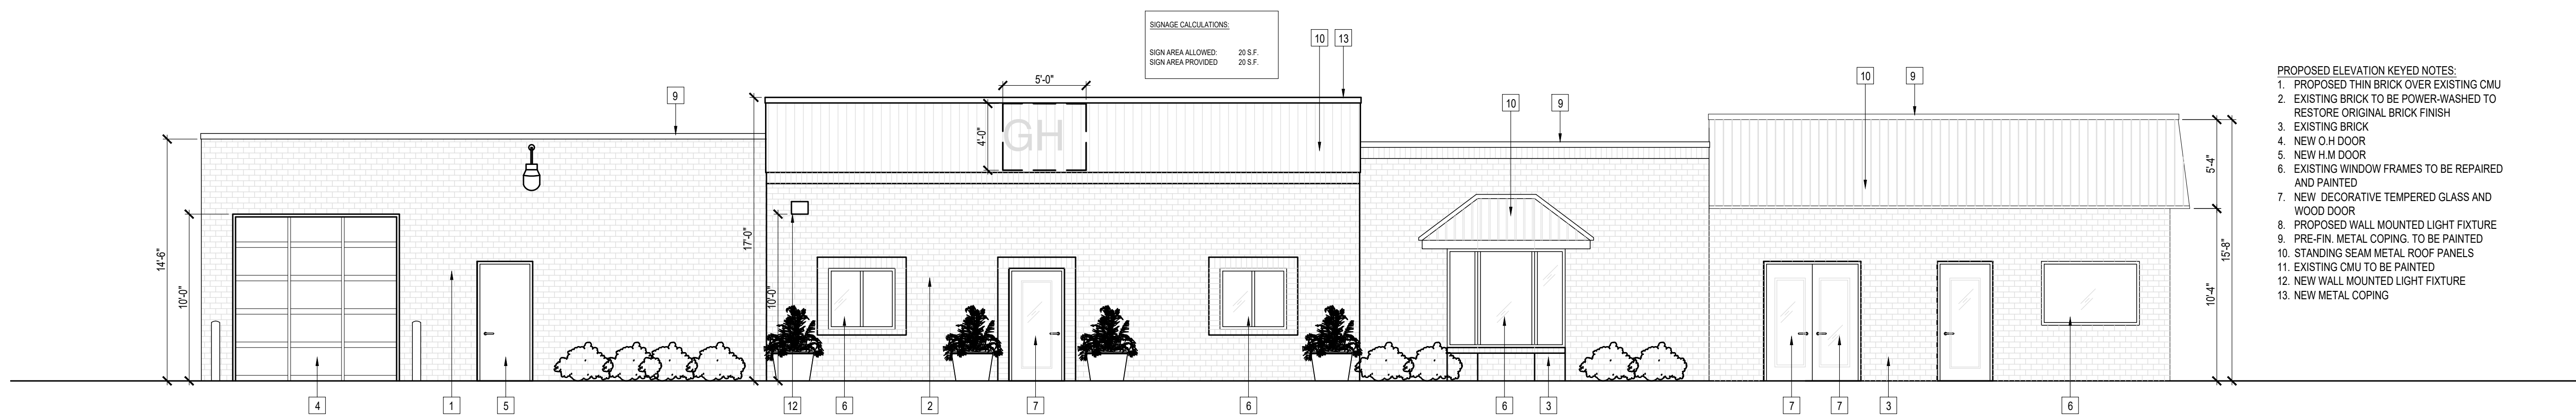 SIGNAGE CALCULATIONS:
SIGN AREA ALLOWED: 20 S.F.
SIGN AREA PROVIDED 20 S.F.
10 13
9
5'-0"
4'-0"
GH
10 9
10 9
14'-6"
10'-0"
17'-0"
10'-0"
5'-4"
15'-8"
10'-4"
4 1 5 12 6 2 7 6 6 3 7 7 3 6
PROPOSED ELEVATION KEYED NOTES:
1. PROPOSED THIN BRICK OVER EXISTING CMU
2. EXISTING BRICK TO BE POWER-WASHED TO
RESTORE ORIGINAL BRICK FINISH
3. EXISTING BRICK
4. NEW O.H DOOR
5. NEW H.M DOOR
6. EXISTING WINDOW FRAMES TO BE REPAIRED
AND PAINTED
7. NEW DECORATIVE TEMPERED GLASS AND
WOOD DOOR
8. PROPOSED WALL MOUNTED LIGHT FIXTURE
9. PRE-FIN. METAL COPING. TO BE PAINTED
10. STANDING SEAM METAL ROOF PANELS
11. EXISTING CMU TO BE PAINTED
12. NEW WALL MOUNTED LIGHT FIXTURE
13. NEW METAL COPING